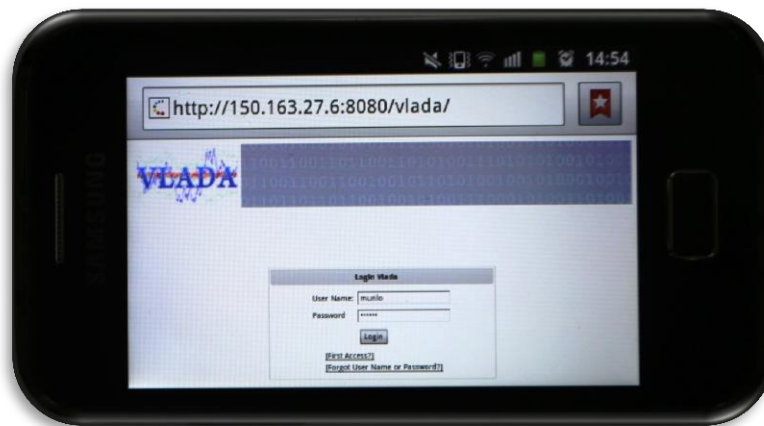 14:54
http://150.163.27.6:8080/vlada/
VLADA
SAMSUNG
Login Vlada
User Name: murilo
Password ******
Login
[First Access?]
[Forgot User Name or Password?]